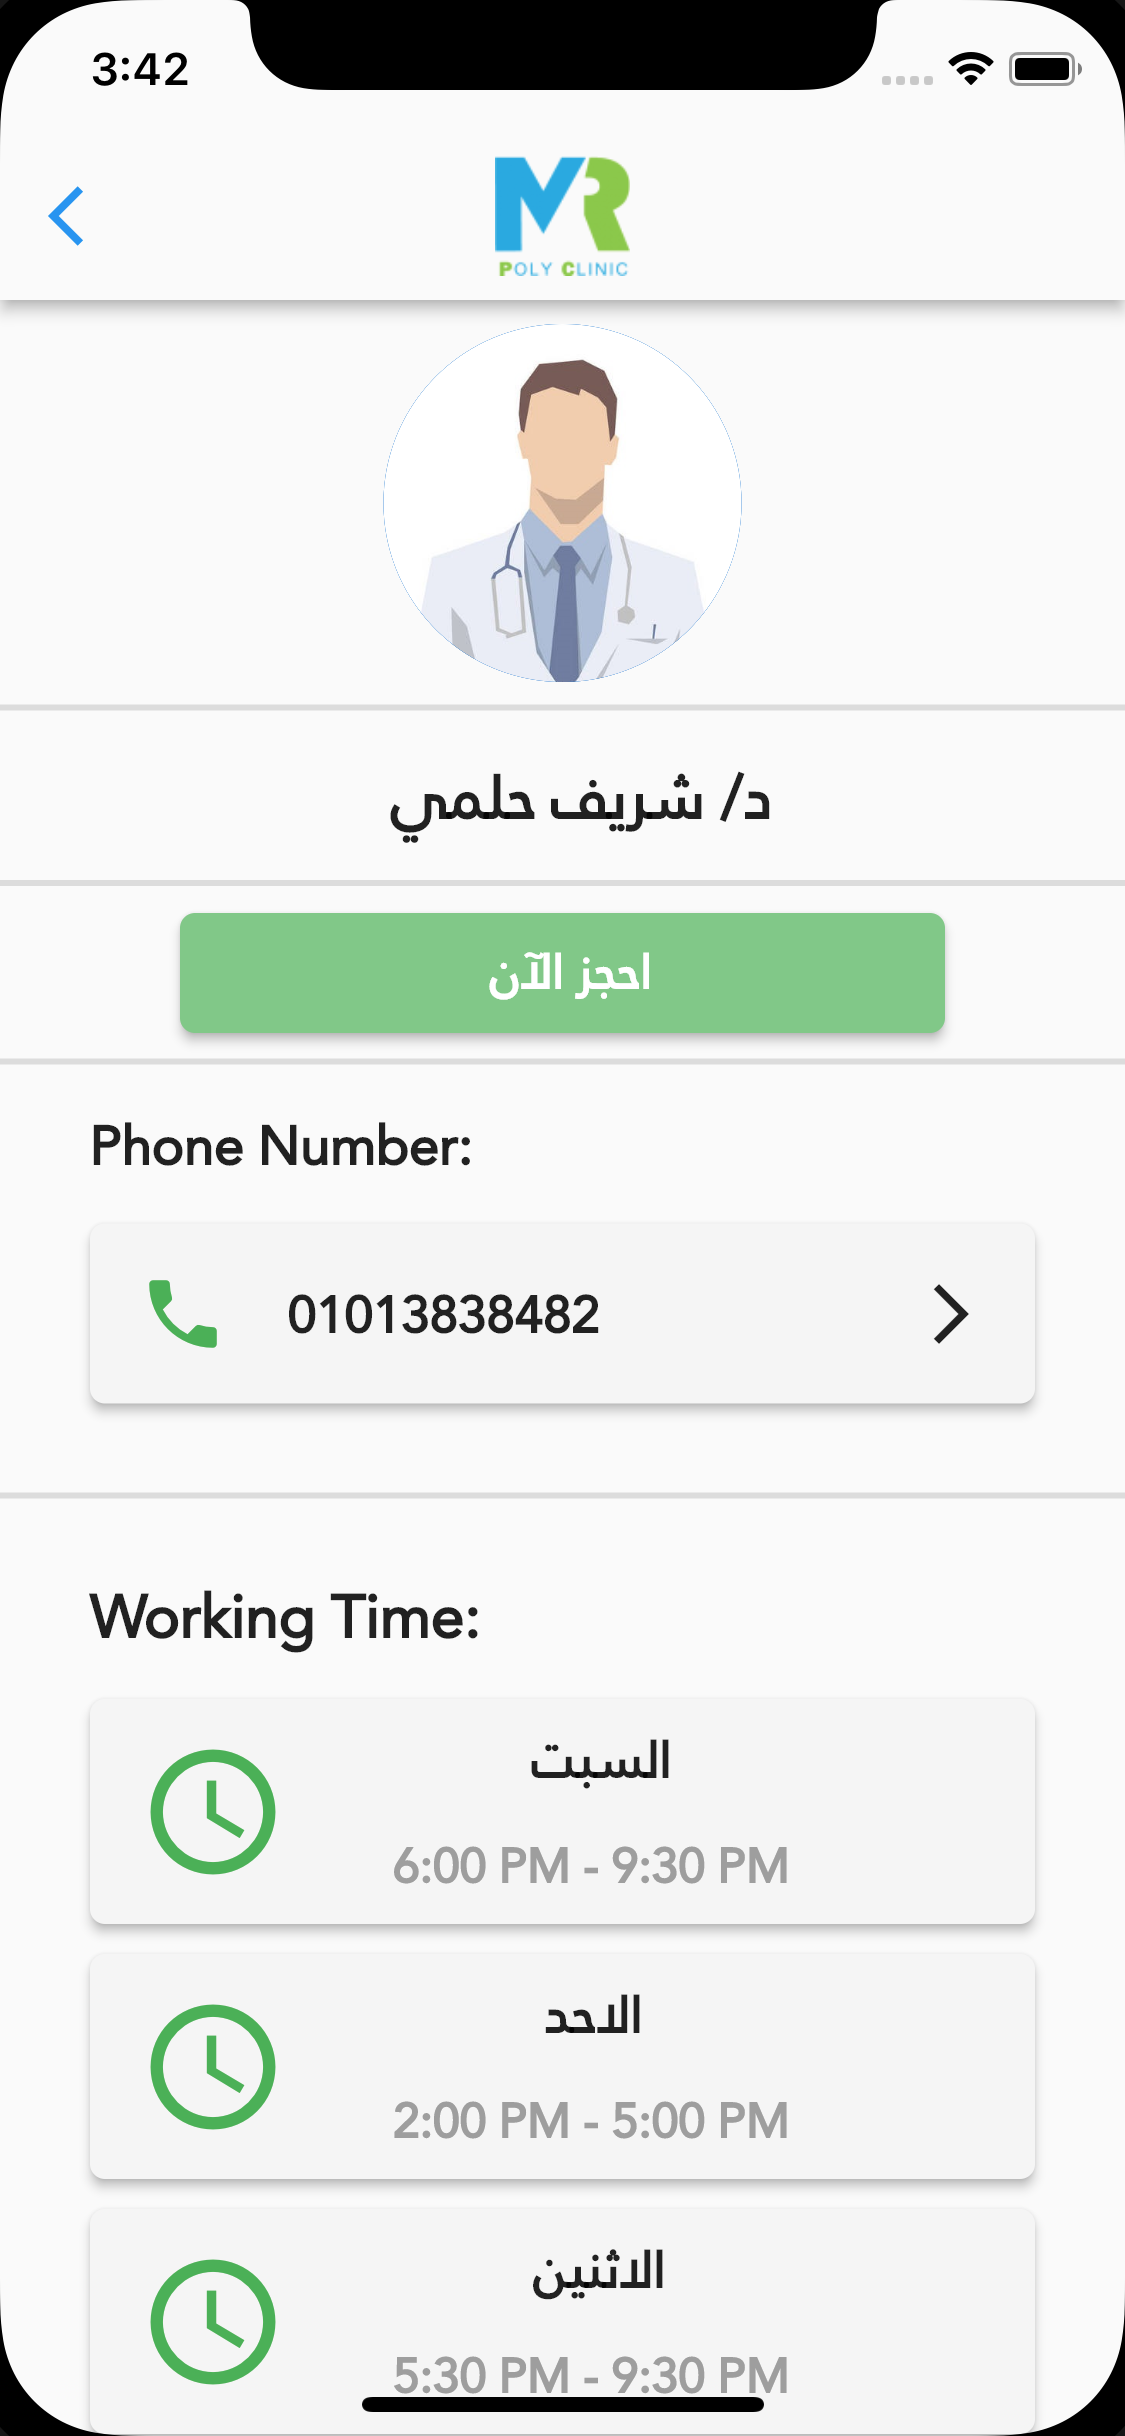 3:42
MR
POLY CLINIC
د/ شريف حلمي
احجز الآن
Phone Number:
01013838482
Working Time:
السبت
6:00 PM - 9:30 PM
الاحد
2:00 PM - 5:00 PM
الاثنين
5:30 PM - 9:30 PM